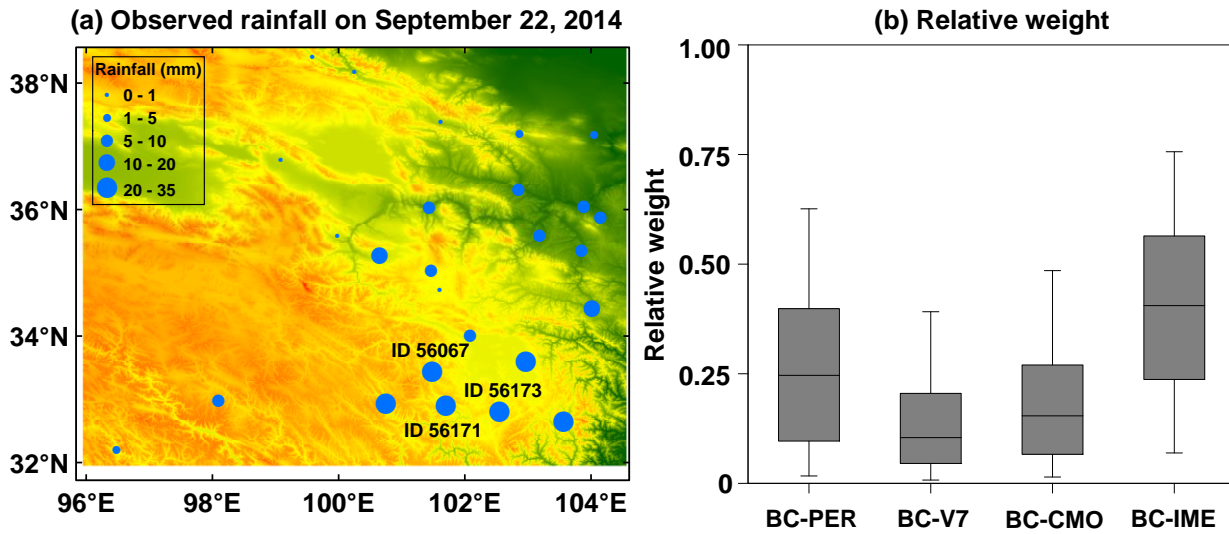 (a) Observed rainfall on September 22, 2014
38°N
36°N
34°N
32°N
Rainfall (mm)
0 - 1
1 - 5
5 - 10
10 - 20
20 - 35
ID 56067
ID 56173
ID 56171
96°E
98°E
100°E
102°E
104°E
(b) Relative weight
Relative weight
1.00
0.75
0.50
0.25
0
BC-PER
BC-V7
BC-CMO
BC-IME